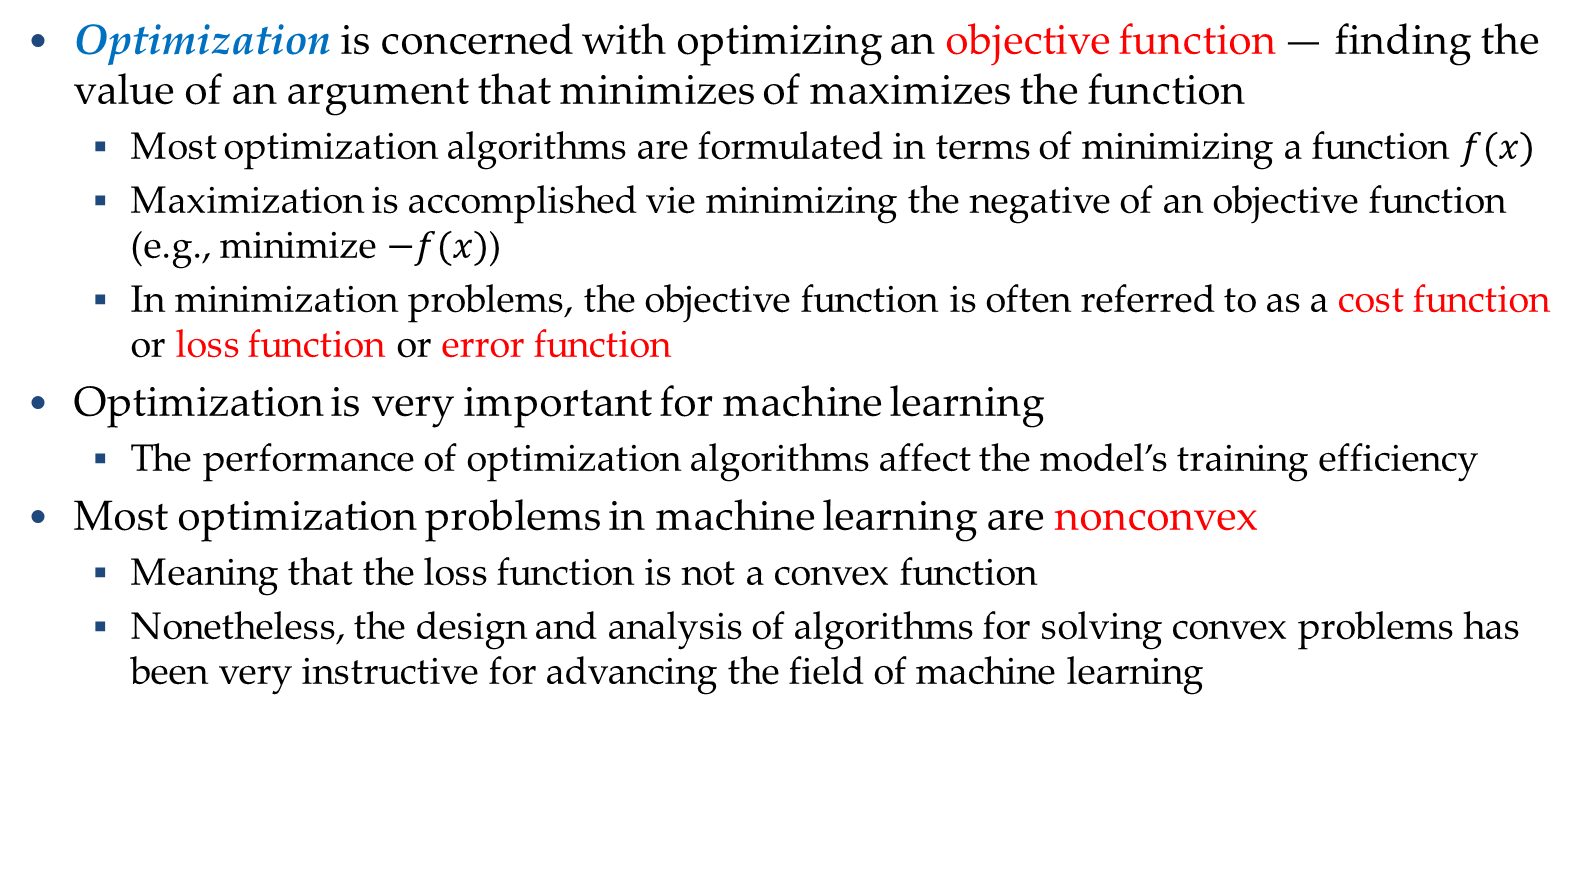 • Optimization is concerned with optimizing an objective function — finding the
value of an argument that minimizes of maximizes the function
▪ Most optimization algorithms are formulated in terms of minimizing a function 𝑓(𝑥)
▪ Maximization is accomplished vie minimizing the negative of an objective function
(e.g., minimize −𝑓(𝑥))
▪ In minimization problems, the objective function is often referred to as a cost function
or loss function or error function
• Optimization is very important for machine learning
▪ The performance of optimization algorithms affect the model’s training efficiency
• Most optimization problems in machine learning are nonconvex
▪ Meaning that the loss function is not a convex function
▪ Nonetheless, the design and analysis of algorithms for solving convex problems has
been very instructive for advancing the field of machine learning